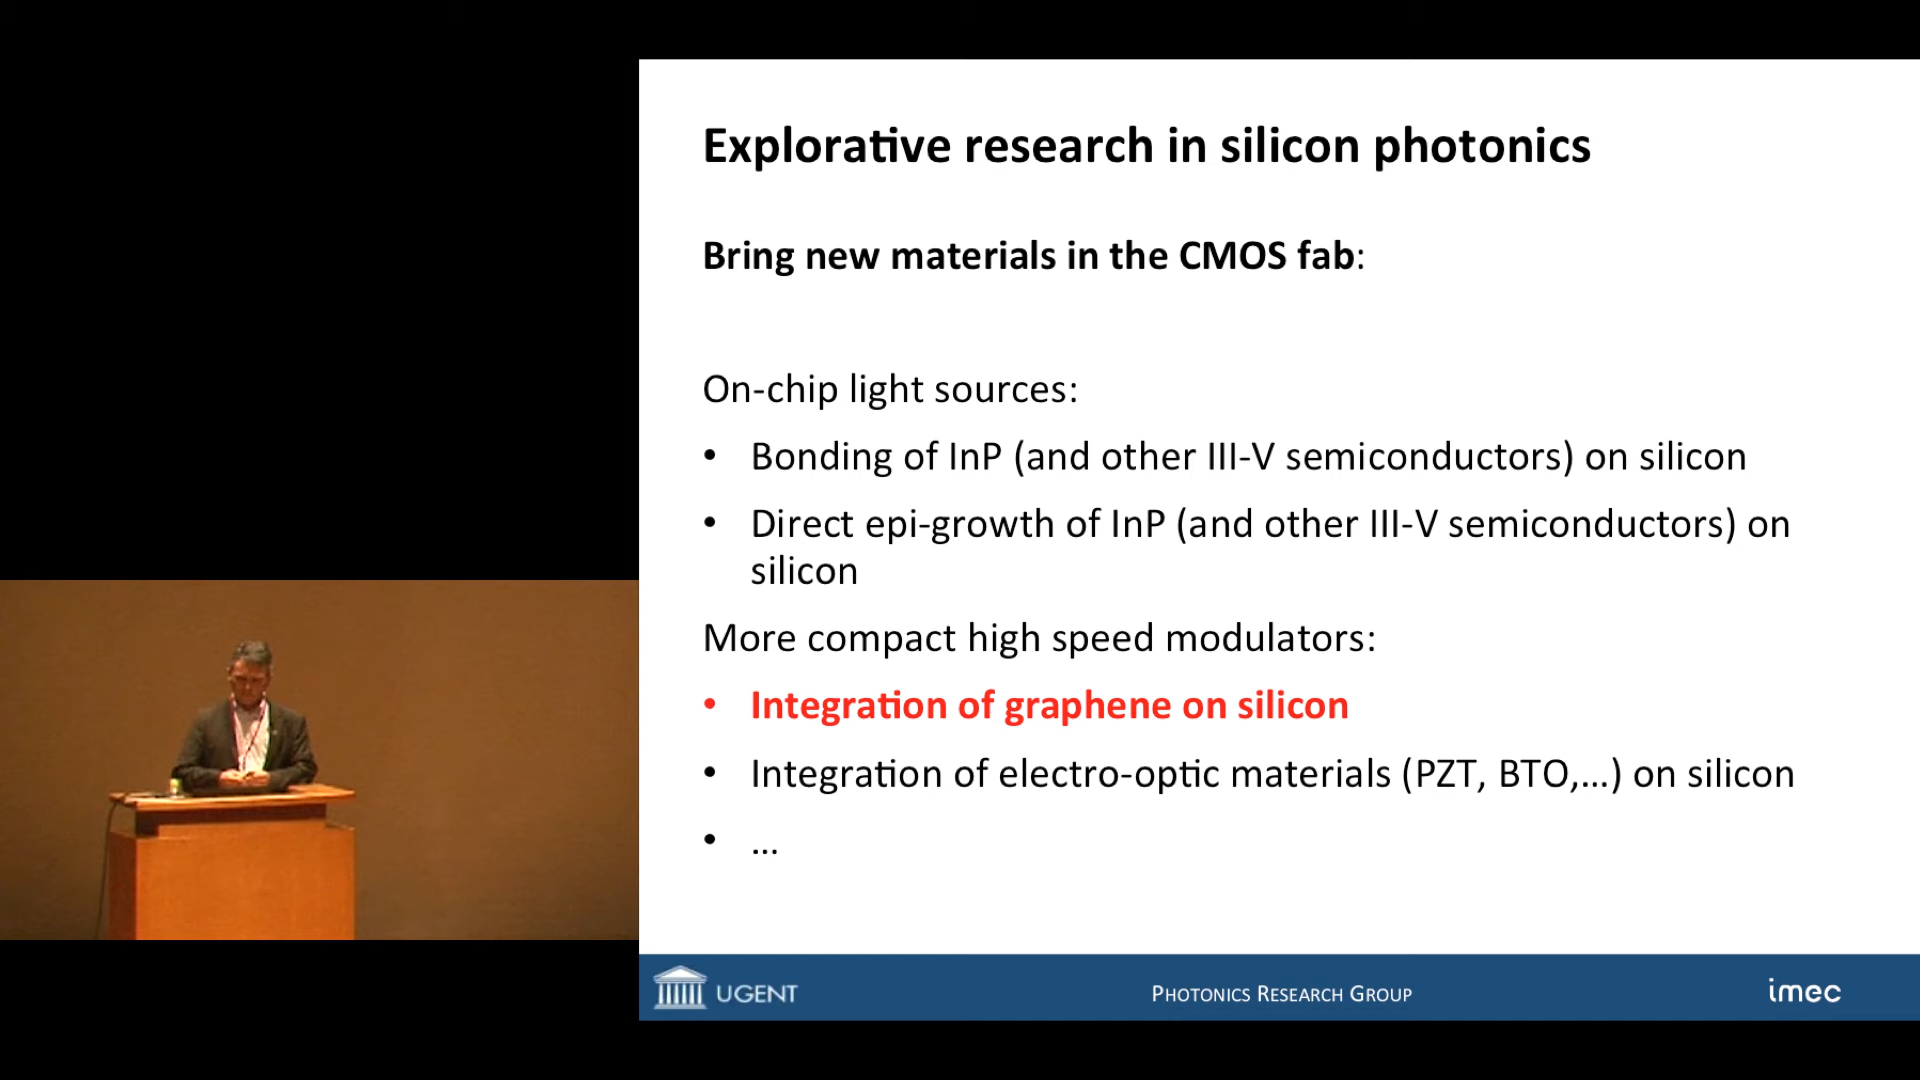 Explorative research in silicon photonics
Bring new materials in the CMOS fab:
On-chip light sources:
• Bonding of InP (and other III-V semiconductors) on silicon
• Direct epi-growth of InP (and other III-V semiconductors) on
silicon
More compact high speed modulators:
• Integration of graphene on silicon
• Integration of electro-optic materials (PZT, BTO,...) on silicon
• ...
UGENT
PHOTONICS RESEARCH GROUP
imec